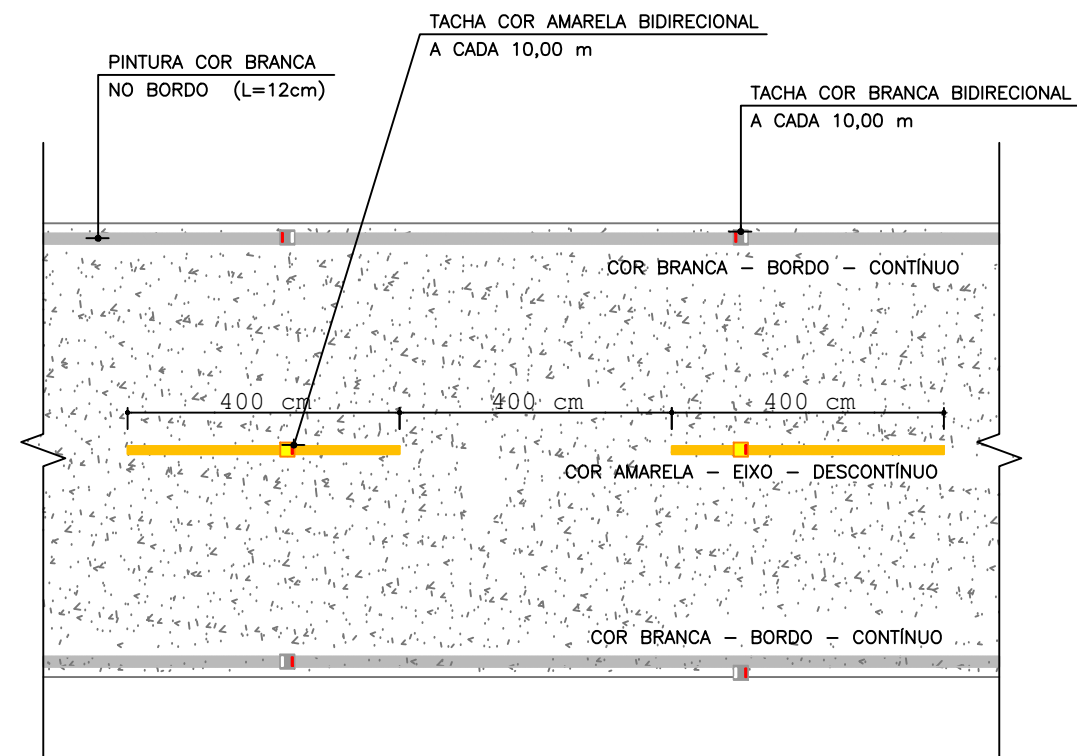 TACHA COR AMARELA BIDIRECIONAL
A CADA 10,00 m
PINTURA COR BRANCA
NO BORDO (L=12cm)
TACHA COR BRANCA BIDIRECIONAL
A CADA 10,00 m
COR BRANCA – BORDO – CONTÍNUO
400 cm
400 cm
400 cm
COR AMARELA – EIXO – DESCONTÍNUO
COR BRANCA – BORDO – CONTÍNUO